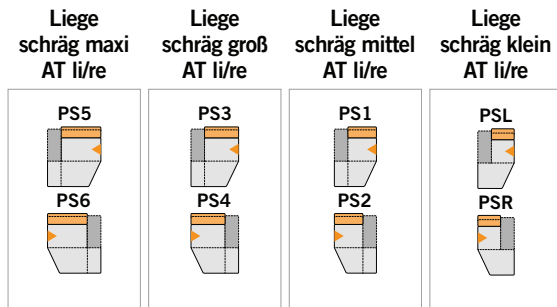 Liege
schräg maxi
AT li/re
Liege
schräg groß
AT li/re
Liege
schräg mittel
AT li/re
Liege
schräg klein
AT li/re
PS5
PS6
PS3
PS4
PS1
PS2
PSL
PSR